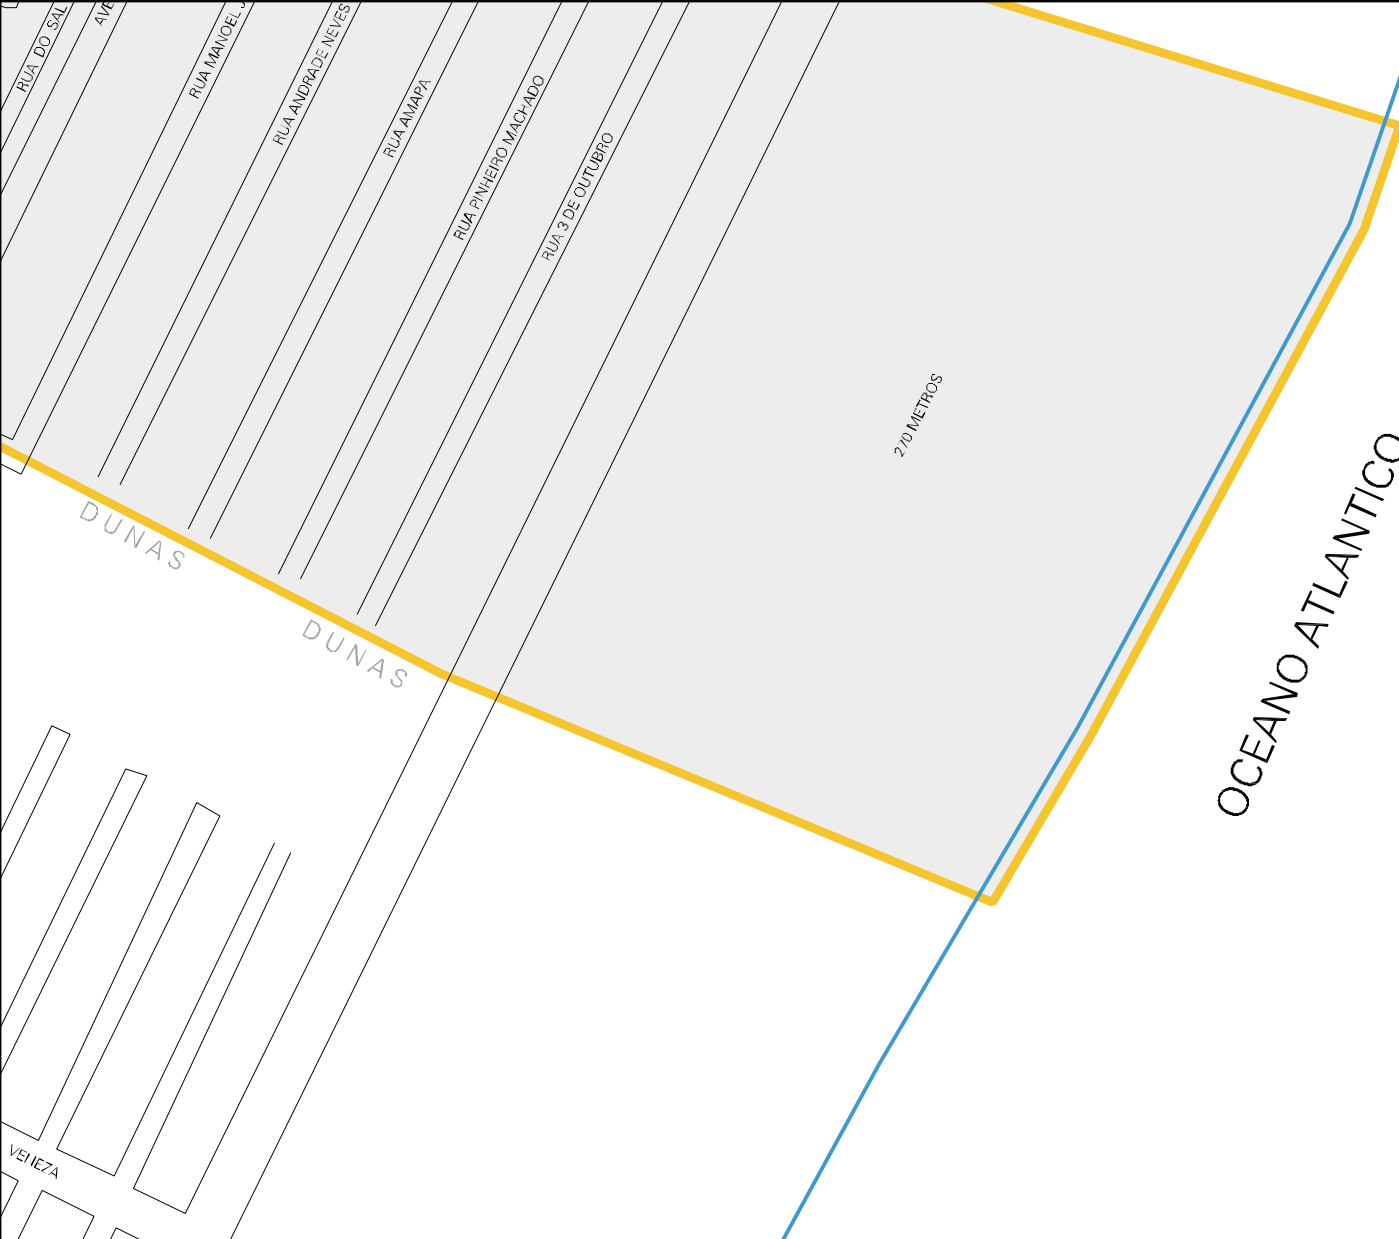 RUA DO SAL
AVE
RUA MANOEL J
RUA ANDRADE NEVES
RUA AMAPA
RUA PINHEIRO MACHADO
RUA 3 DE OUTUBRO
270 METROS
OCEANO ATLANTICO
DUNAS
DUNAS
VENEZA